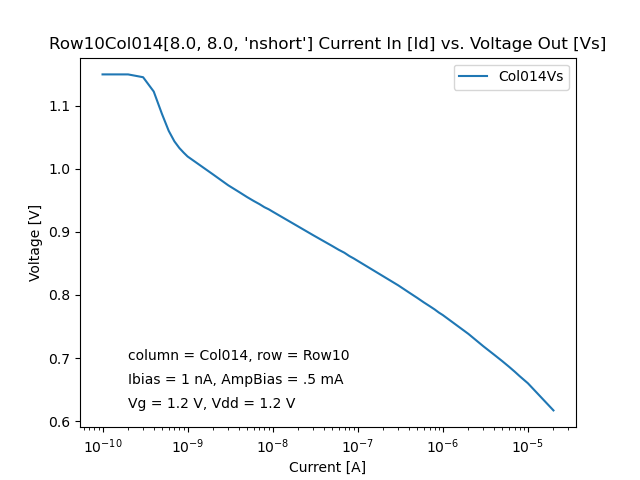 Row10Col014[8.0, 8.0, 'nshort'] Current In [Id] vs. Voltage Out [Vs]
Col014Vs
1.1
1.0
0.9
0.8
0.7
0.6
Voltage [V]
column = Col014, row = Row10
Ibias = 1 nA, AmpBias = .5 mA
Vg = 1.2 V, Vdd = 1.2 V
10⁻¹⁰ 10⁻⁹ 10⁻⁸ 10⁻⁷ 10⁻⁶ 10⁻⁵
Current [A]